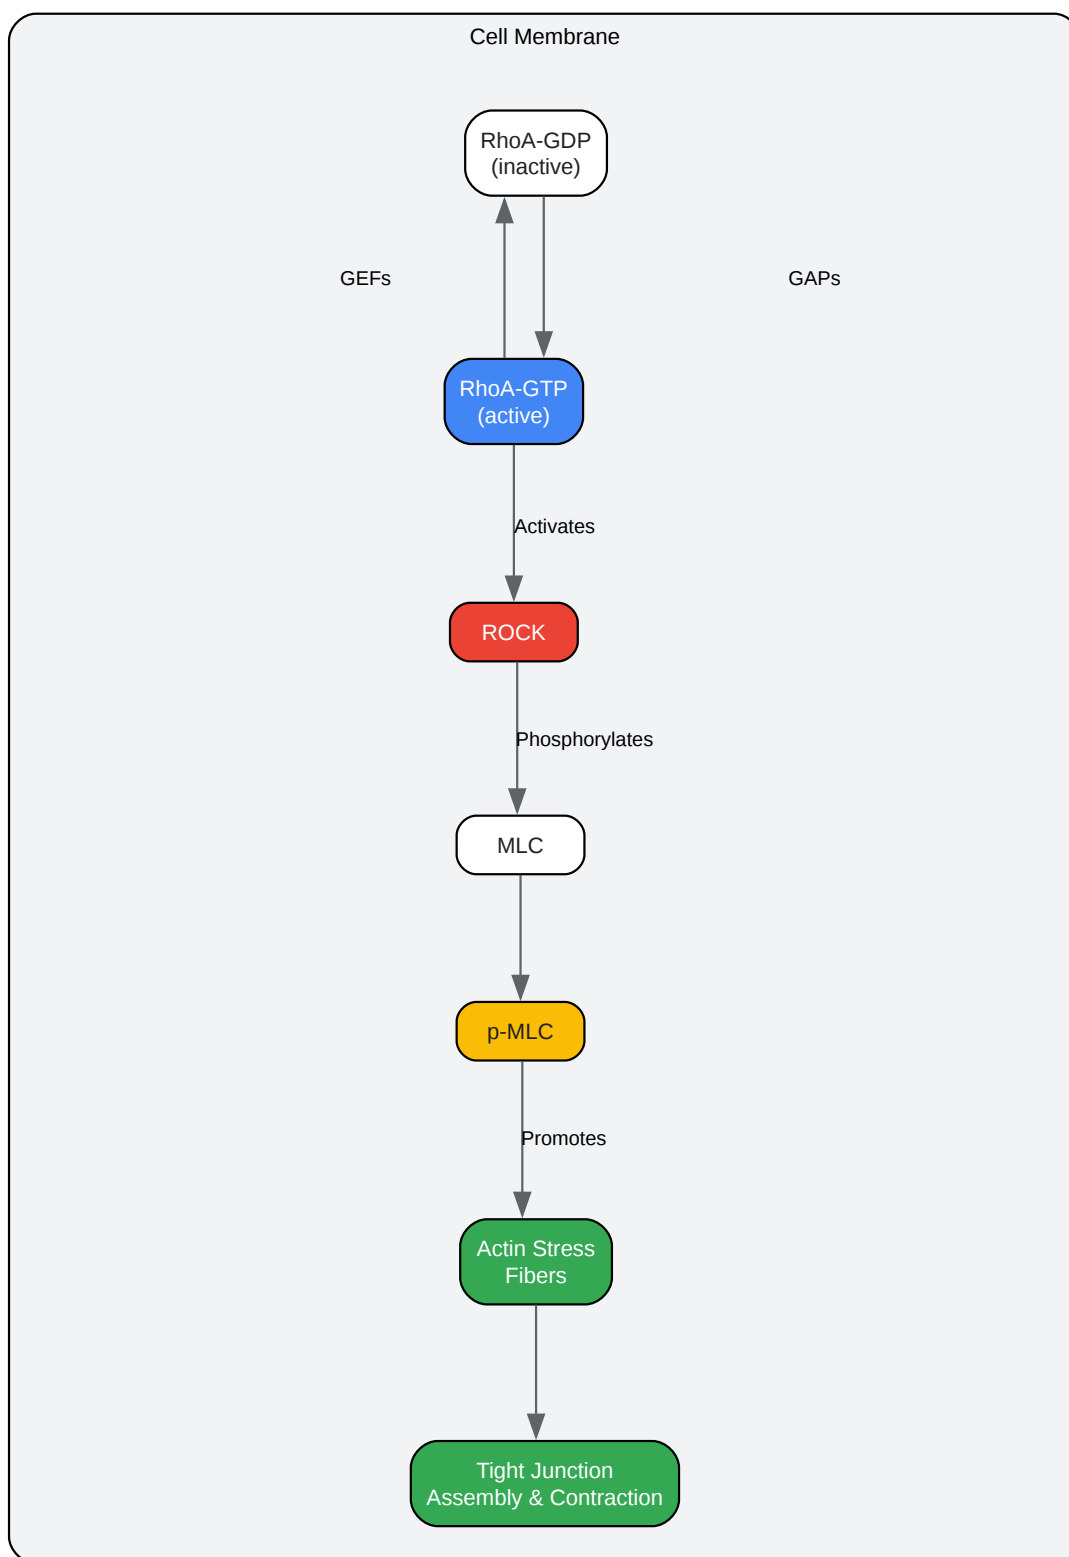 Cell Membrane
RhoA-GDP
(inactive)
GEFs
GAPs
RhoA-GTP
(active)
Activates
ROCK
Phosphorylates
MLC
p-MLC
Promotes
Actin Stress
Fibers
Tight Junction
Assembly & Contraction